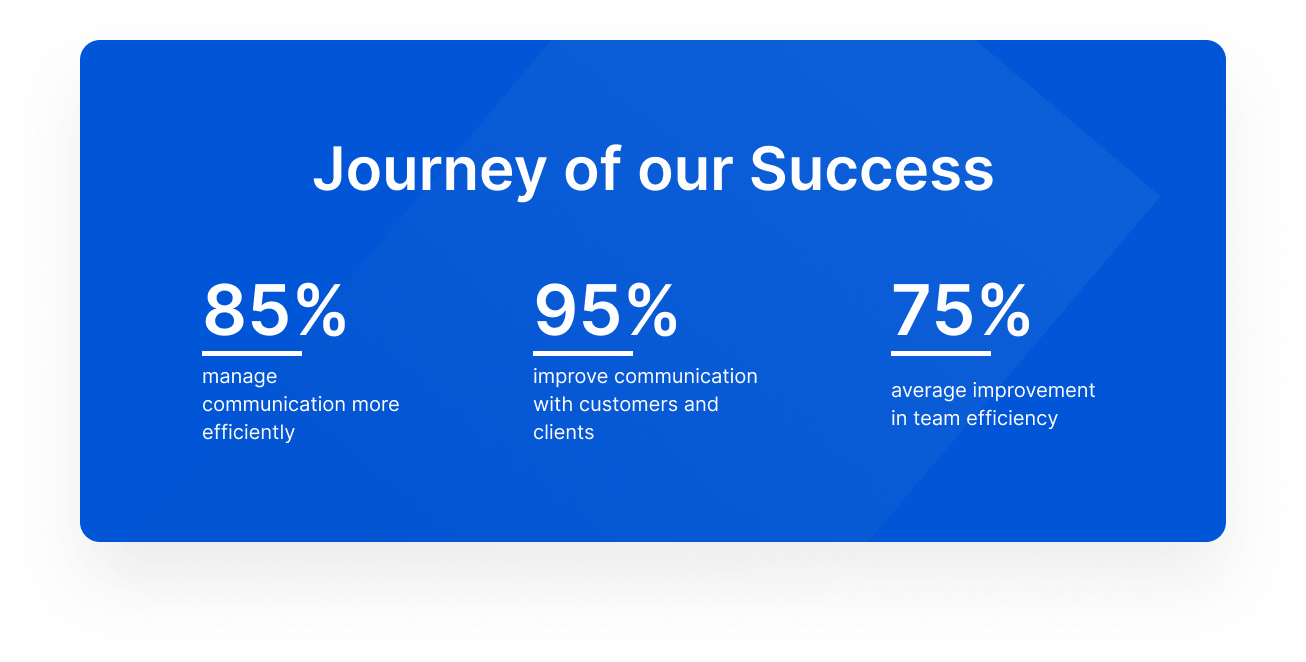 Journey of our Success
85%
manage
communication more
efficiently
95%
improve communication
with customers and
clients
75%
average improvement
in team efficiency